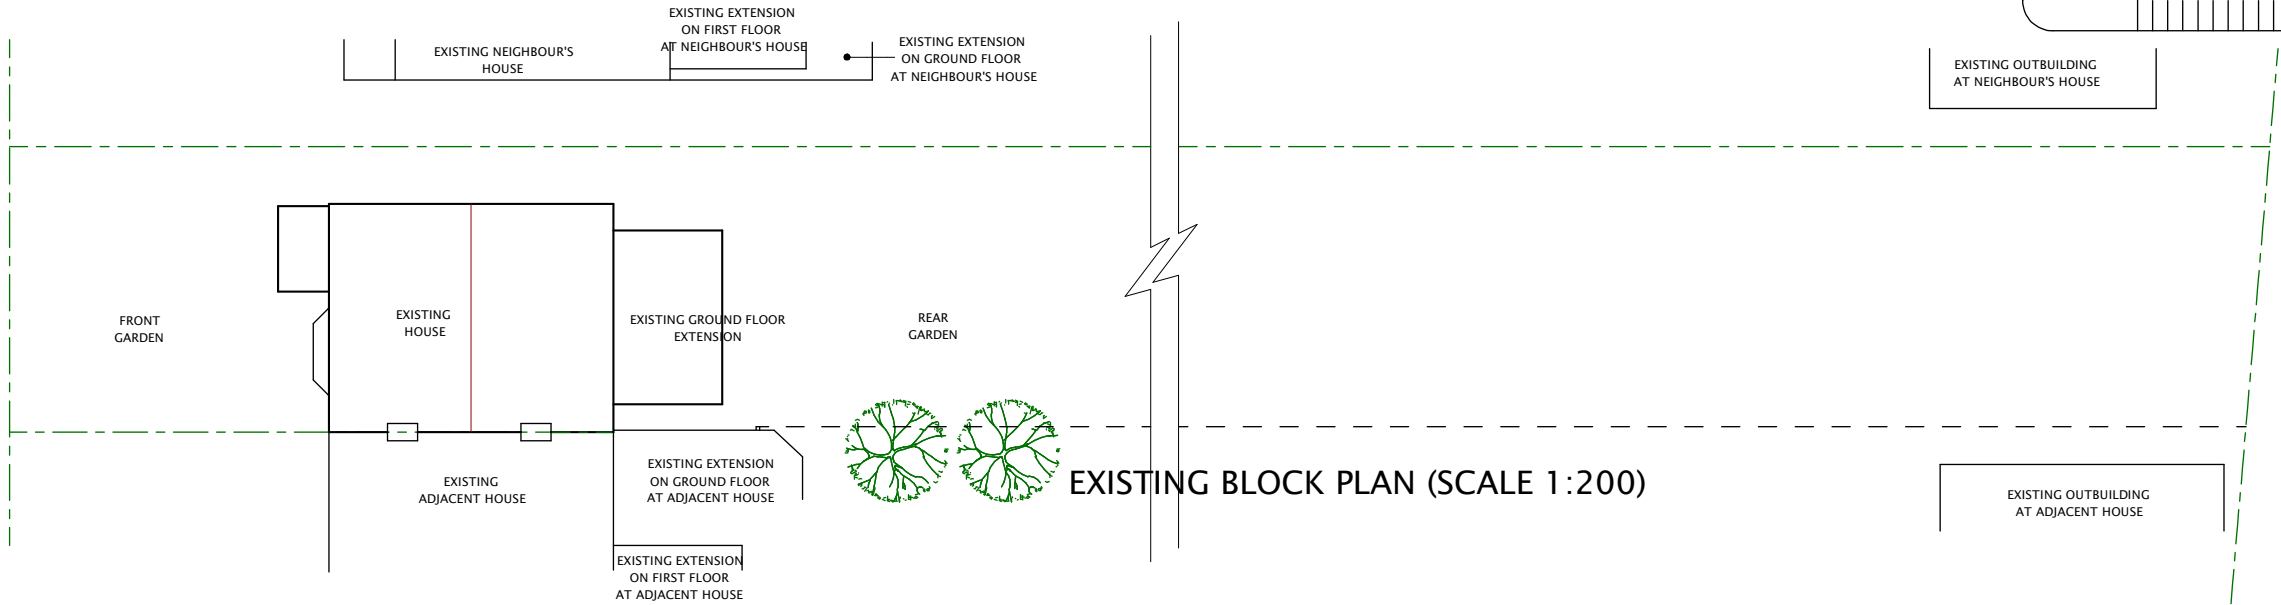 EXISTING EXTENSION
ON FIRST FLOOR
AT NEIGHBOUR'S HOUSE
EXISTING NEIGHBOUR'S
HOUSE
EXISTING EXTENSION
ON GROUND FLOOR
AT NEIGHBOUR'S HOUSE
EXISTING OUTBUILDING
AT NEIGHBOUR'S HOUSE
FRONT
GARDEN
EXISTING
HOUSE
EXISTING GROUND FLOOR
EXTENSION
REAR
GARDEN
EXISTING
ADJACENT HOUSE
EXISTING EXTENSION
ON GROUND FLOOR
AT ADJACENT HOUSE
EXISTING BLOCK PLAN (SCALE 1:200)
EXISTING OUTBUILDING
AT ADJACENT HOUSE
EXISTING EXTENSION
ON FIRST FLOOR
AT ADJACENT HOUSE